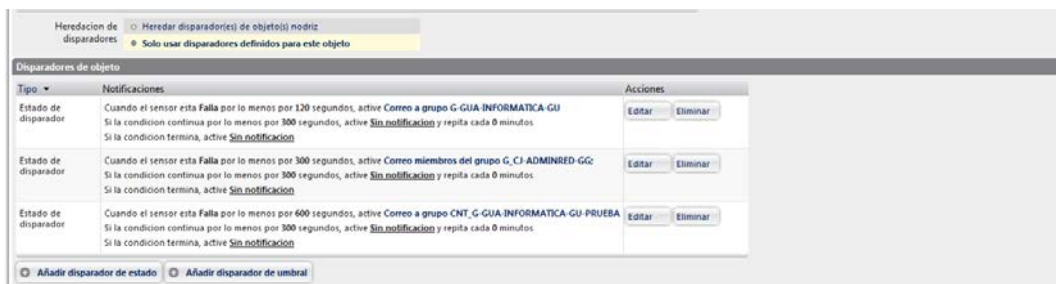 Heredacion de disparadores
Heredar disparador(es) de objeto(s) nodriz
Solo usar disparadores definidos para este objeto
Disparadores de objeto
Tipo Notificaciones Acciones
Estado de disparador
Cuando el sensor esta Falla por lo menos por 120 segundos, active Correo a grupo G-GUA-INFORMATICA-GU
Si la condicion continua por lo menos por 300 segundos, active Sin notificacion y repita cada 0 minutos
Si la condicion termina, active Sin notificacion
Editar Eliminar
Estado de disparador
Cuando el sensor esta Falla por lo menos por 300 segundos, active Correo miembros del grupo G_CJ-ADMINRED-GG;
Si la condicion continua por lo menos por 300 segundos, active Sin notificacion y repita cada 0 minutos
Si la condicion termina, active Sin notificacion
Editar Eliminar
Estado de disparador
Cuando el sensor esta Falla por lo menos por 600 segundos, active Correo a grupo CNT_G-GUA-INFORMATICA-GU-PRUEBA
Si la condicion continua por lo menos por 300 segundos, active Sin notificacion y repita cada 0 minutos
Si la condicion termina, active Sin notificacion
Editar Eliminar
Añadir disparador de estado Añadir disparador de umbral